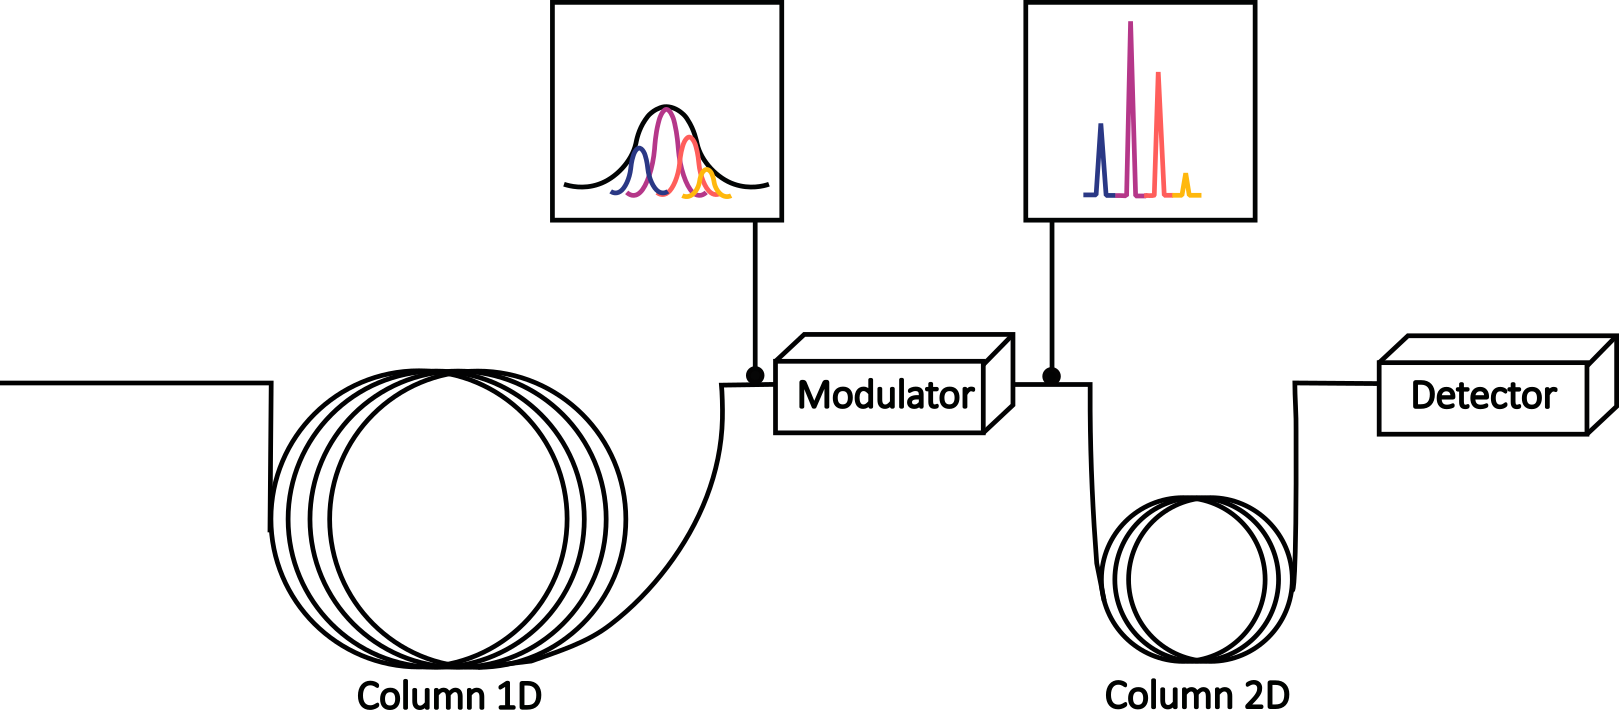 Modulator
Detector
Column 1D
Column 2D